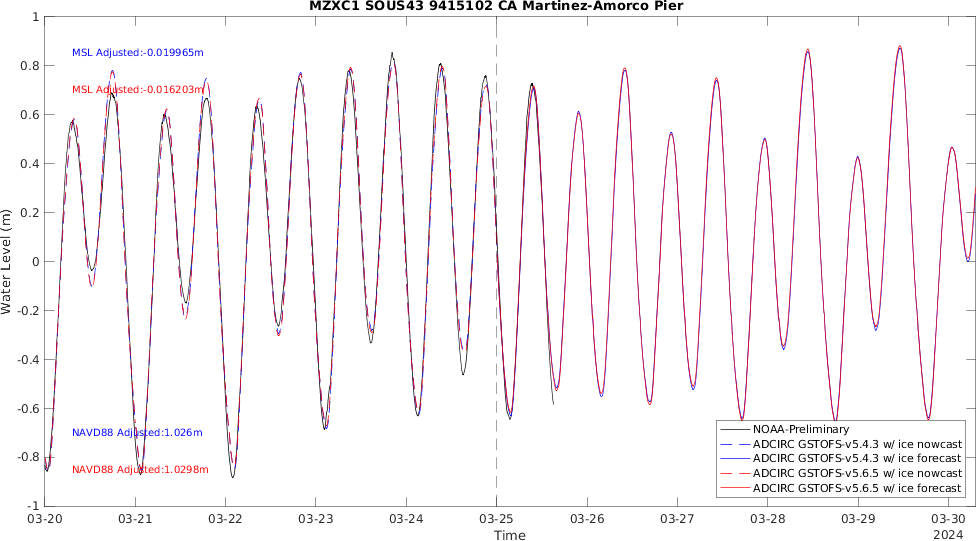 MZXC1 SOUS43 9415102 CA Martinez-Amorco Pier
1
0.8
0.6
0.4
0.2
0
-0.2
-0.4
-0.6
-0.8
-1
Water Level (m)
MSL Adjusted:-0.019965m
MSL Adjusted:-0.016203m
NAVD88 Adjusted:1.026m
NAVD88 Adjusted:1.0298m
NOAA-Preliminary
ADCIRC GSTOFS-v5.4.3 w/ ice nowcast
ADCIRC GSTOFS-v5.4.3 w/ ice forecast
ADCIRC GSTOFS-v5.6.5 w/ ice nowcast
ADCIRC GSTOFS-v5.6.5 w/ ice forecast
03-20 03-21 03-22 03-23 03-24 03-25 03-26 03-27 03-28 03-29 03-30
Time
2024